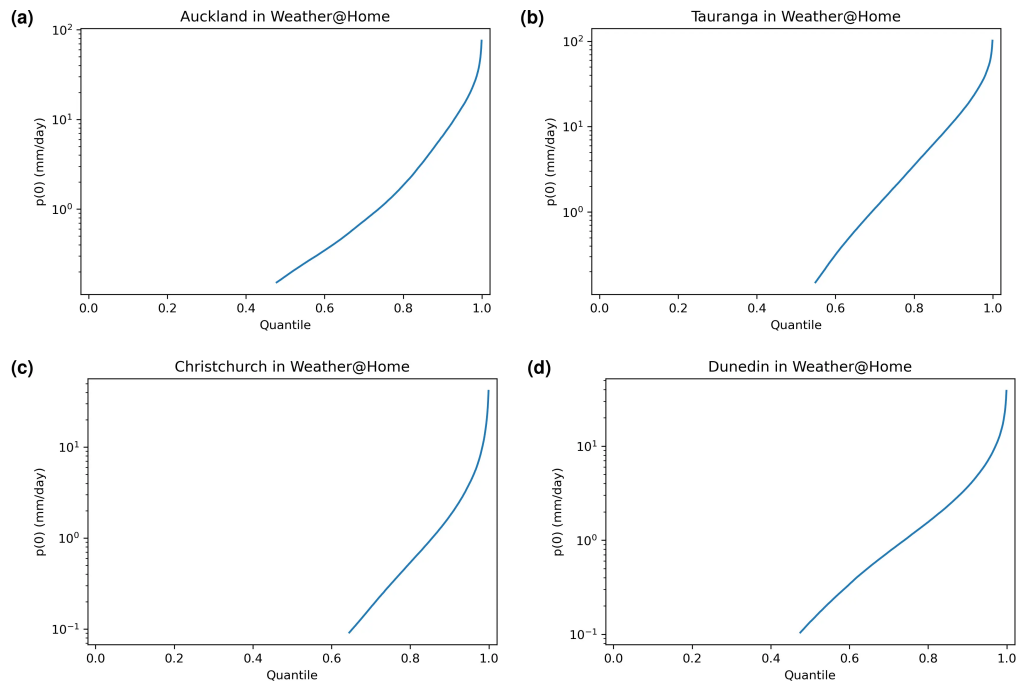 (a)
Auckland in Weather@Home
10²
10¹
10⁰
p(0) (mm/day)
0.0 0.2 0.4 0.6 0.8 1.0
Quantile
(b)
Tauranga in Weather@Home
10²
10¹
10⁰
p(0) (mm/day)
0.0 0.2 0.4 0.6 0.8 1.0
Quantile
(c)
Christchurch in Weather@Home
10¹
10⁰
10⁻¹
p(0) (mm/day)
0.0 0.2 0.4 0.6 0.8 1.0
Quantile
(d)
Dunedin in Weather@Home
10¹
10⁰
10⁻¹
p(0) (mm/day)
0.0 0.2 0.4 0.6 0.8 1.0
Quantile